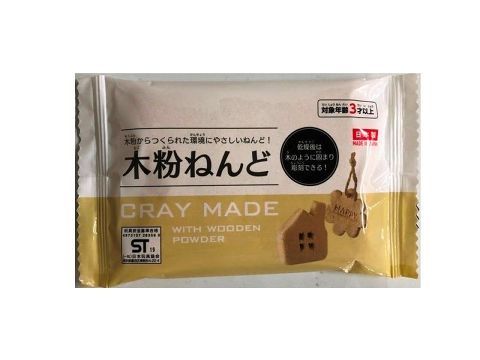 対象年齢3才以上
日本製
MADE IN JAPAN
木粉からつくられた環境にやさしいねんど！
木粉ねんど
乾燥後は
木のように固まり
彫刻できる！
CRAY MADE
WITH WOODEN
POWDER
HAPPY
ST
19